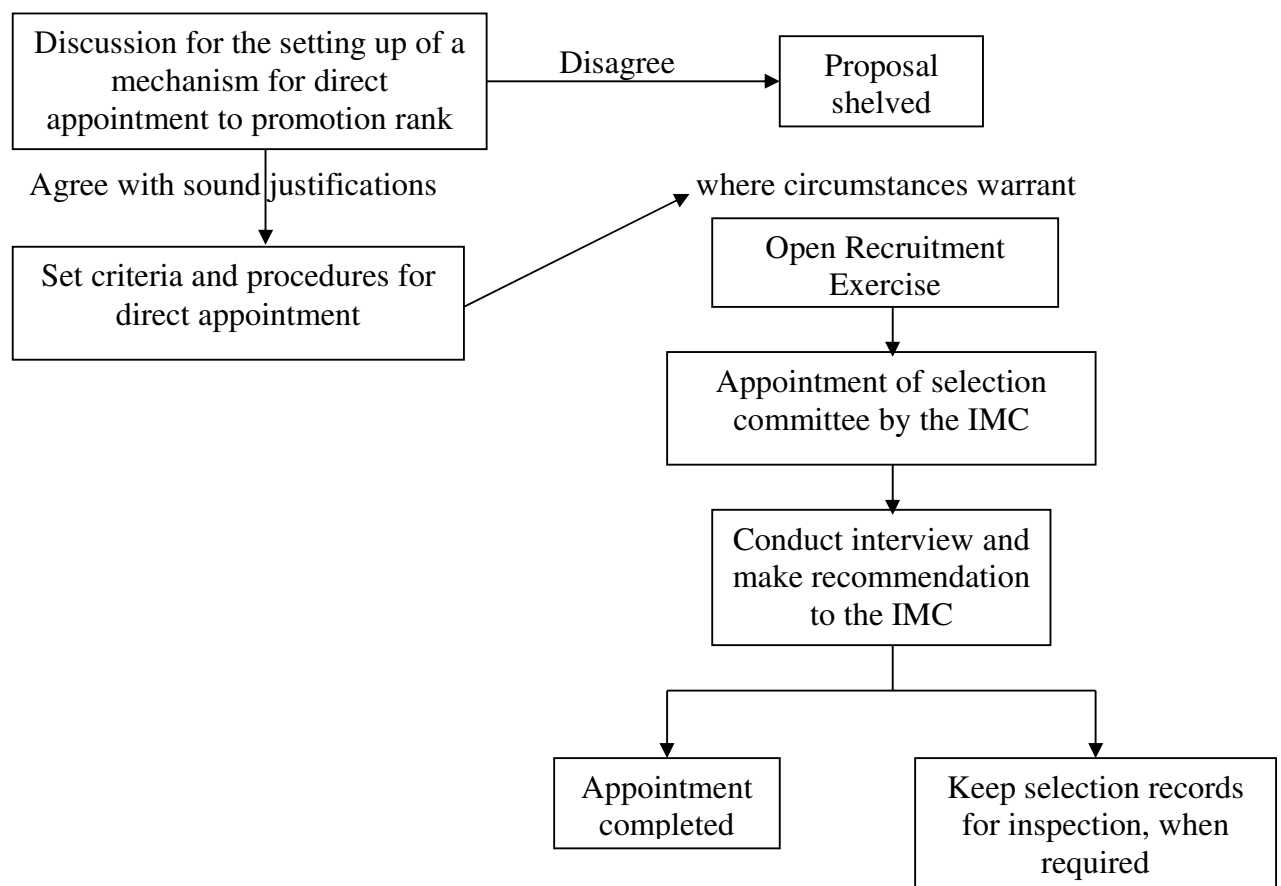 Discussion for the setting up of a
mechanism for direct
appointment to promotion rank
Disagree
Proposal
shelved
Agree with sound justifications
where circumstances warrant
Set criteria and procedures for
direct appointment
Open Recruitment
Exercise
Appointment of selection
committee by the IMC
Conduct interview and
make recommendation
to the IMC
Appointment
completed
Keep selection records
for inspection, when
required